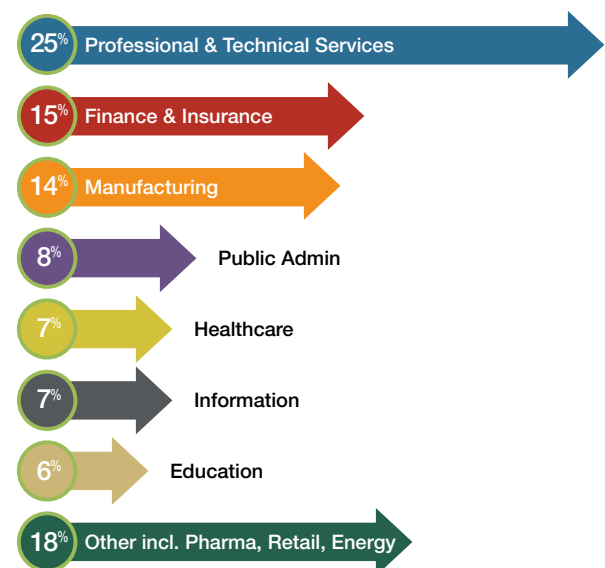 25% Professional & Technical Services
15% Finance & Insurance
14% Manufacturing
8% Public Admin
7% Healthcare
7% Information
6% Education
18% Other incl. Pharma, Retail, Energy